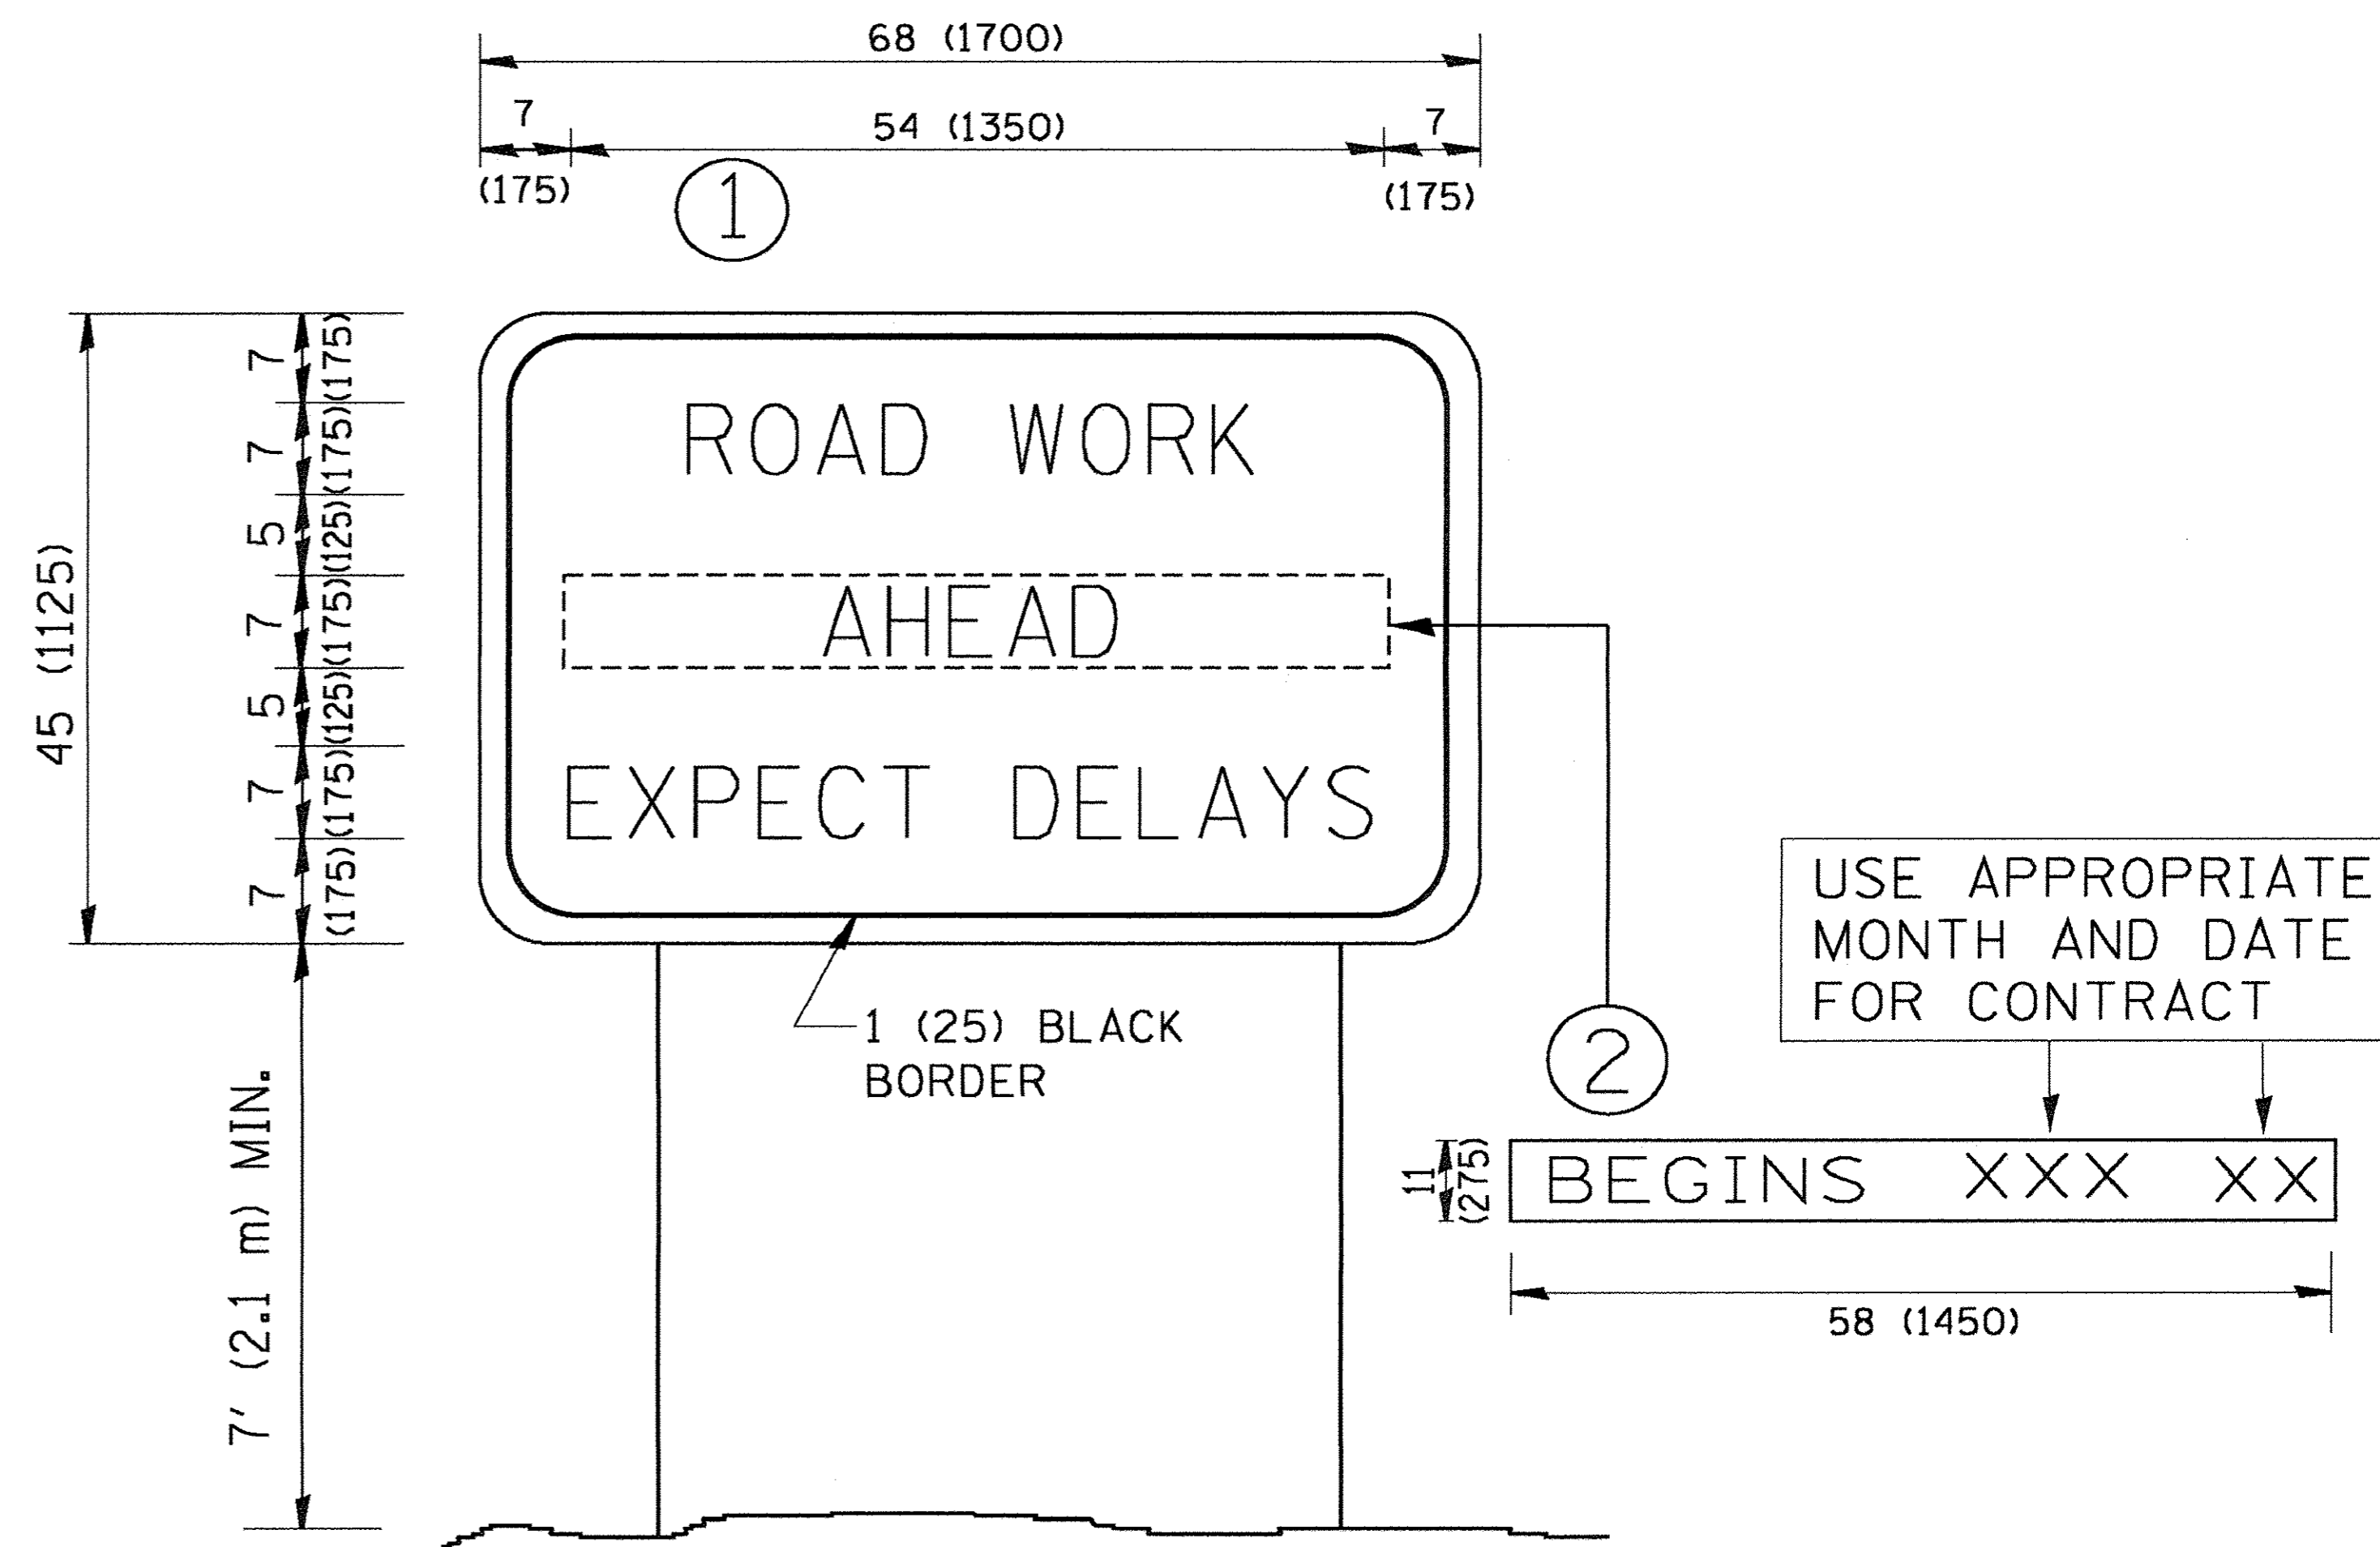 68 (1700)
7
54 (1350)
7
(175)
(175)
1
45 (1125)
7
(175)
7
(175)
5
(125)
7
(175)
5
(125)
7
(175)
7
(175)
ROAD WORK
AHEAD
EXPECT DELAYS
1 (25) BLACK
BORDER
7' (2.1 m) MIN.
2
USE APPROPRIATE
MONTH AND DATE
FOR CONTRACT
11
(275)
BEGINS XXX XX
58 (1450)